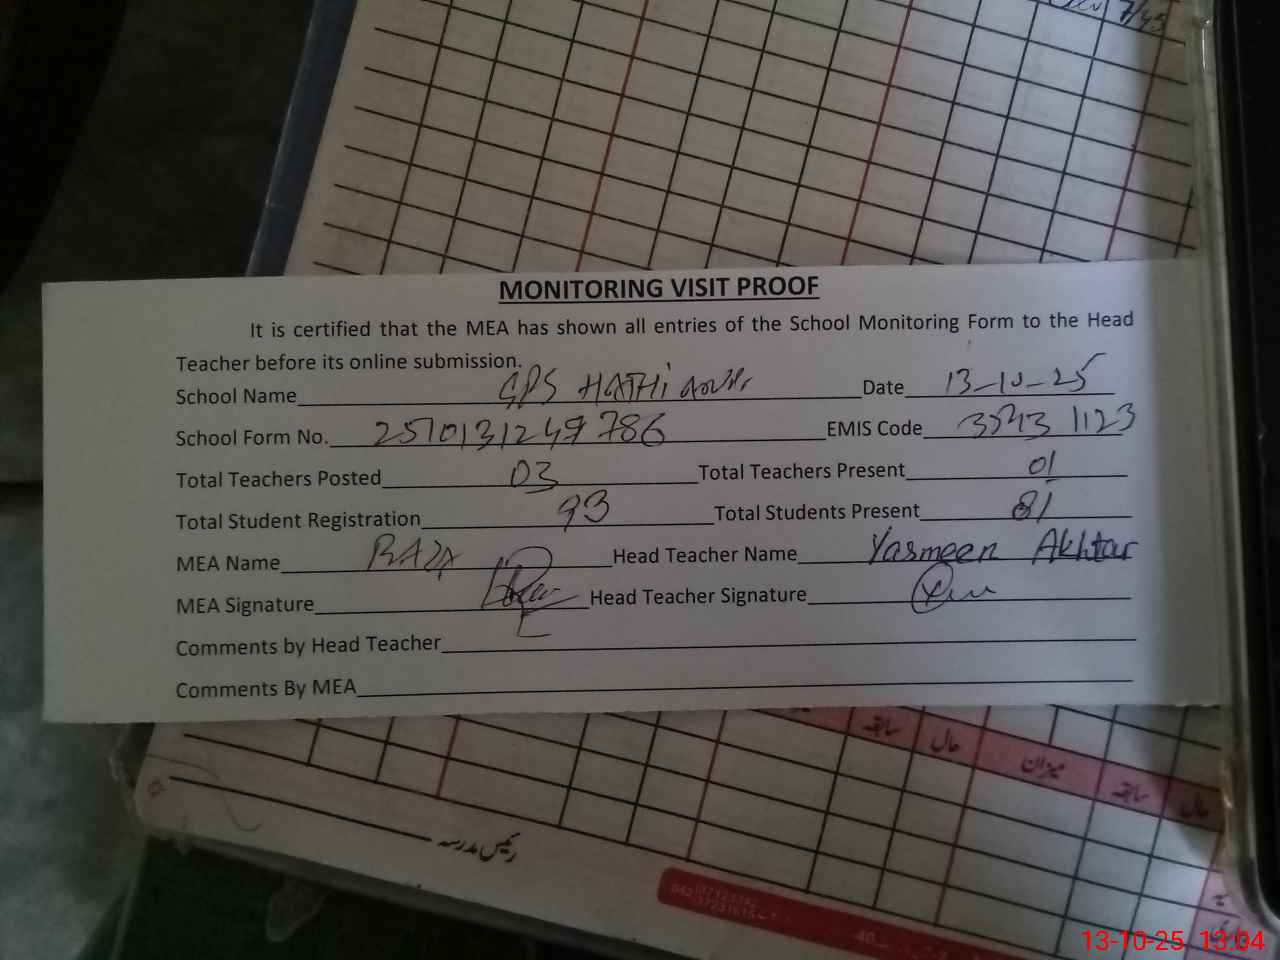 7/45
MONITORING VISIT PROOF
It is certified that the MEA has shown all entries of the School Monitoring Form to the Head
Teacher before its online submission.
School Name GPS HATHi Date 13-10-25
School Form No. 2510131249786 EMIS Code 35431123
Total Teachers Posted 03 Total Teachers Present 01
Total Student Registration 93 Total Students Present 81
MEA Name RAZA Head Teacher Name Yasmeen Akhtar
MEA Signature Head Teacher Signature
Comments by Head Teacher
Comments By MEA
سابقہ حال میزان سابقہ حال
رئیس مدرسہ
13-10-25 13:04